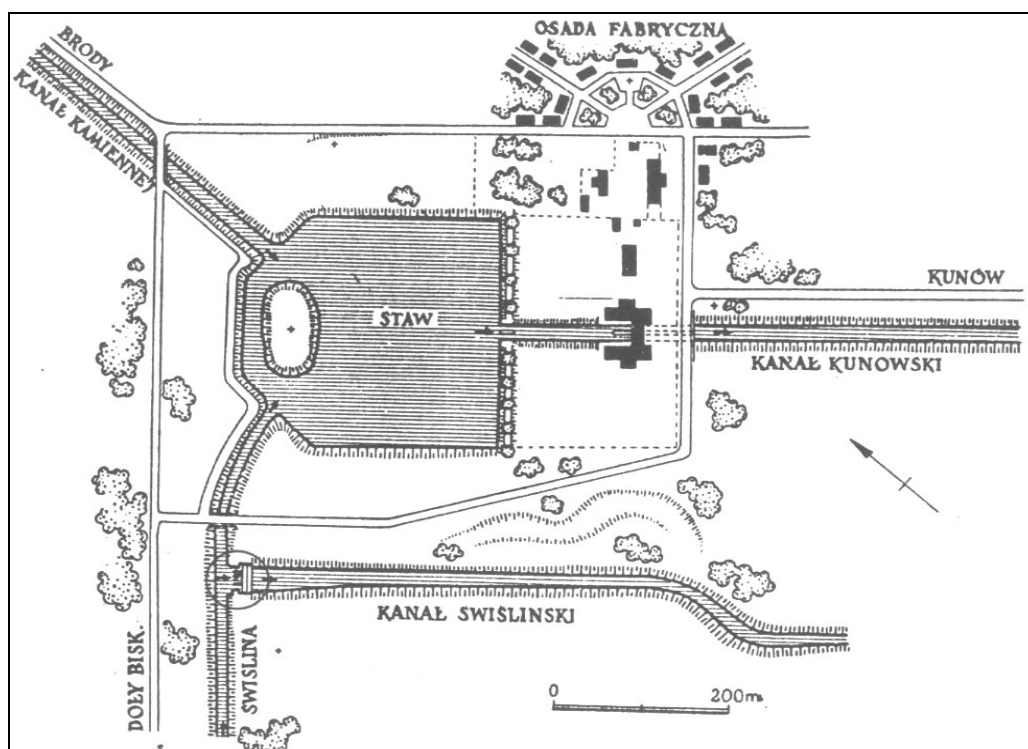 OSADA FABRYCZNA
BRODY
KANAŁ KAMIENNEJ
STAW
KUNÓW
KANAŁ KUNOWSKI
KANAŁ SWIŚLINSKI
DOŁY BISK.
SWIŚLINA
0 200m.